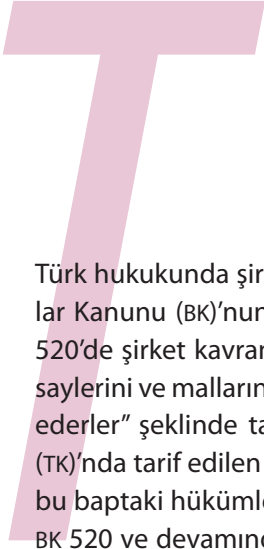 T
Türk hukukunda şir
lar Kanunu (BK)'nun
520'de şirket kavra
saylerini ve malların
ederler” şeklinde ta
(TK)'nda tarif edilen
bu baptaki hükümle
BK 520 ve devamınd